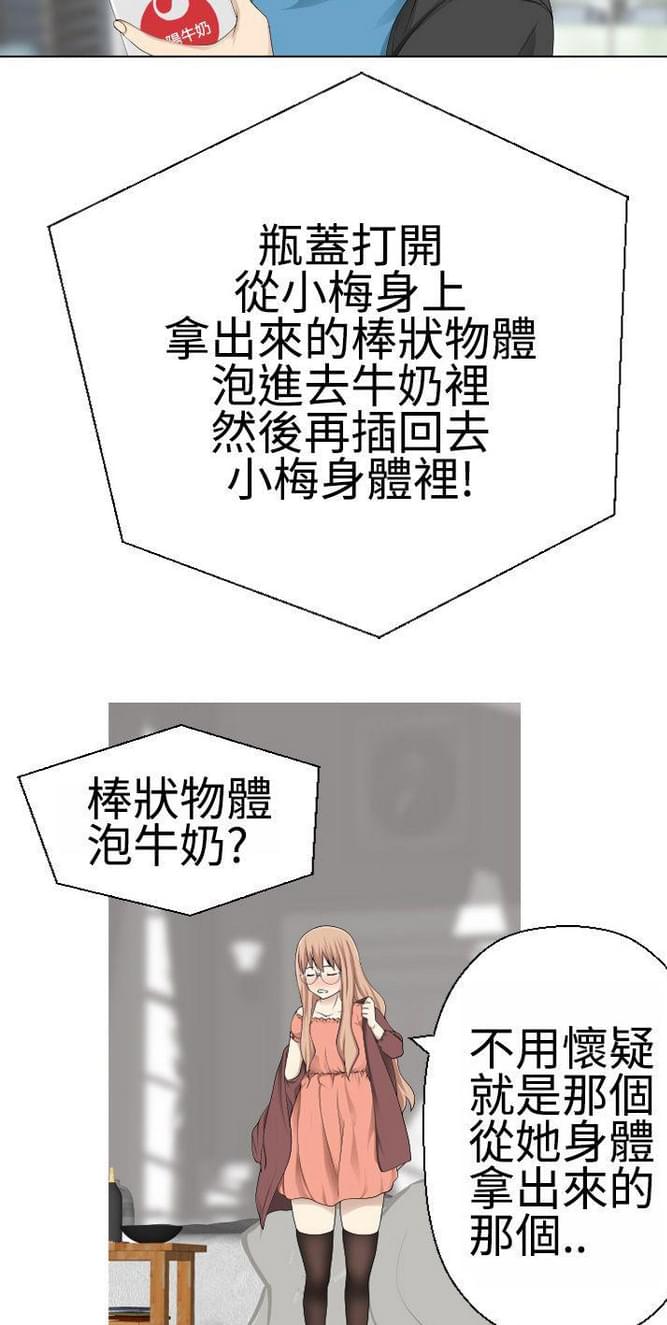 陽牛奶
瓶蓋打開
從小梅身上
拿出來的棒狀物體
泡進去牛奶裡
然後再插回去
小梅身體裡!
棒狀物體
泡牛奶?
不用懷疑
就是那個
從她身體
拿出來的
那個..